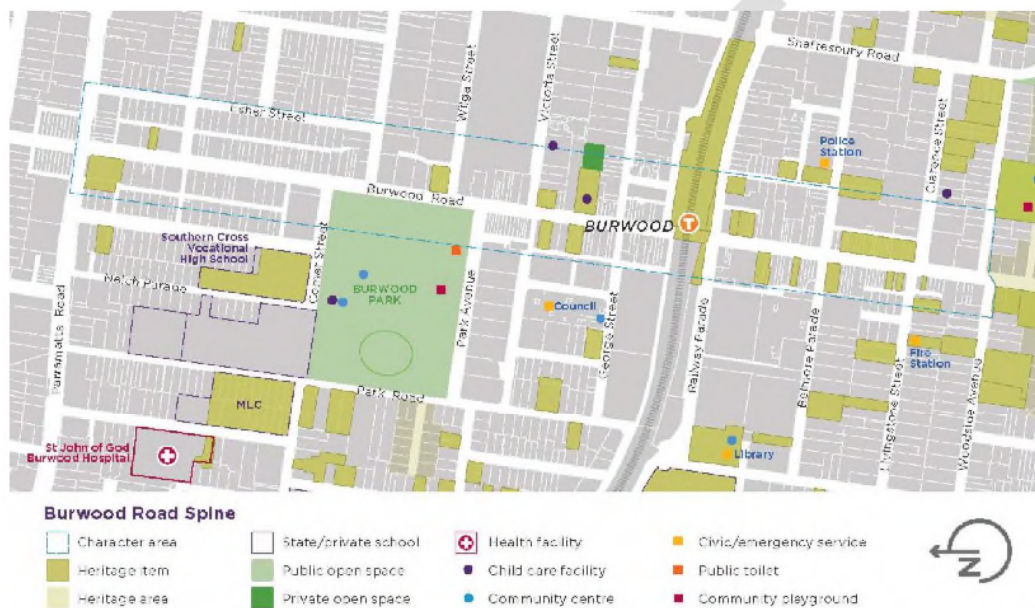 Shaftesbury Road
Esher Street
Wilga Street
Victoria Street
Police
Station
Clarence Street
Burwood Road
BURWOOD
T
Southern Cross
Vocational
High School
Neich Parade
Comer Street
BURWOOD
PARK
Park Avenue
Council
George Street
Parramatta Road
Railway Parade
Belmore Parade
Fire
Station
Livingstone Street
Woodside Avenue
Park Road
MLC
St John of God
Burwood Hospital
Library
Burwood Road Spine
Character area
State/private school
Health facility
Civic/emergency service
Heritage item
Public open space
Child care facility
Public toilet
Heritage area
Private open space
Community centre
Community playground
N